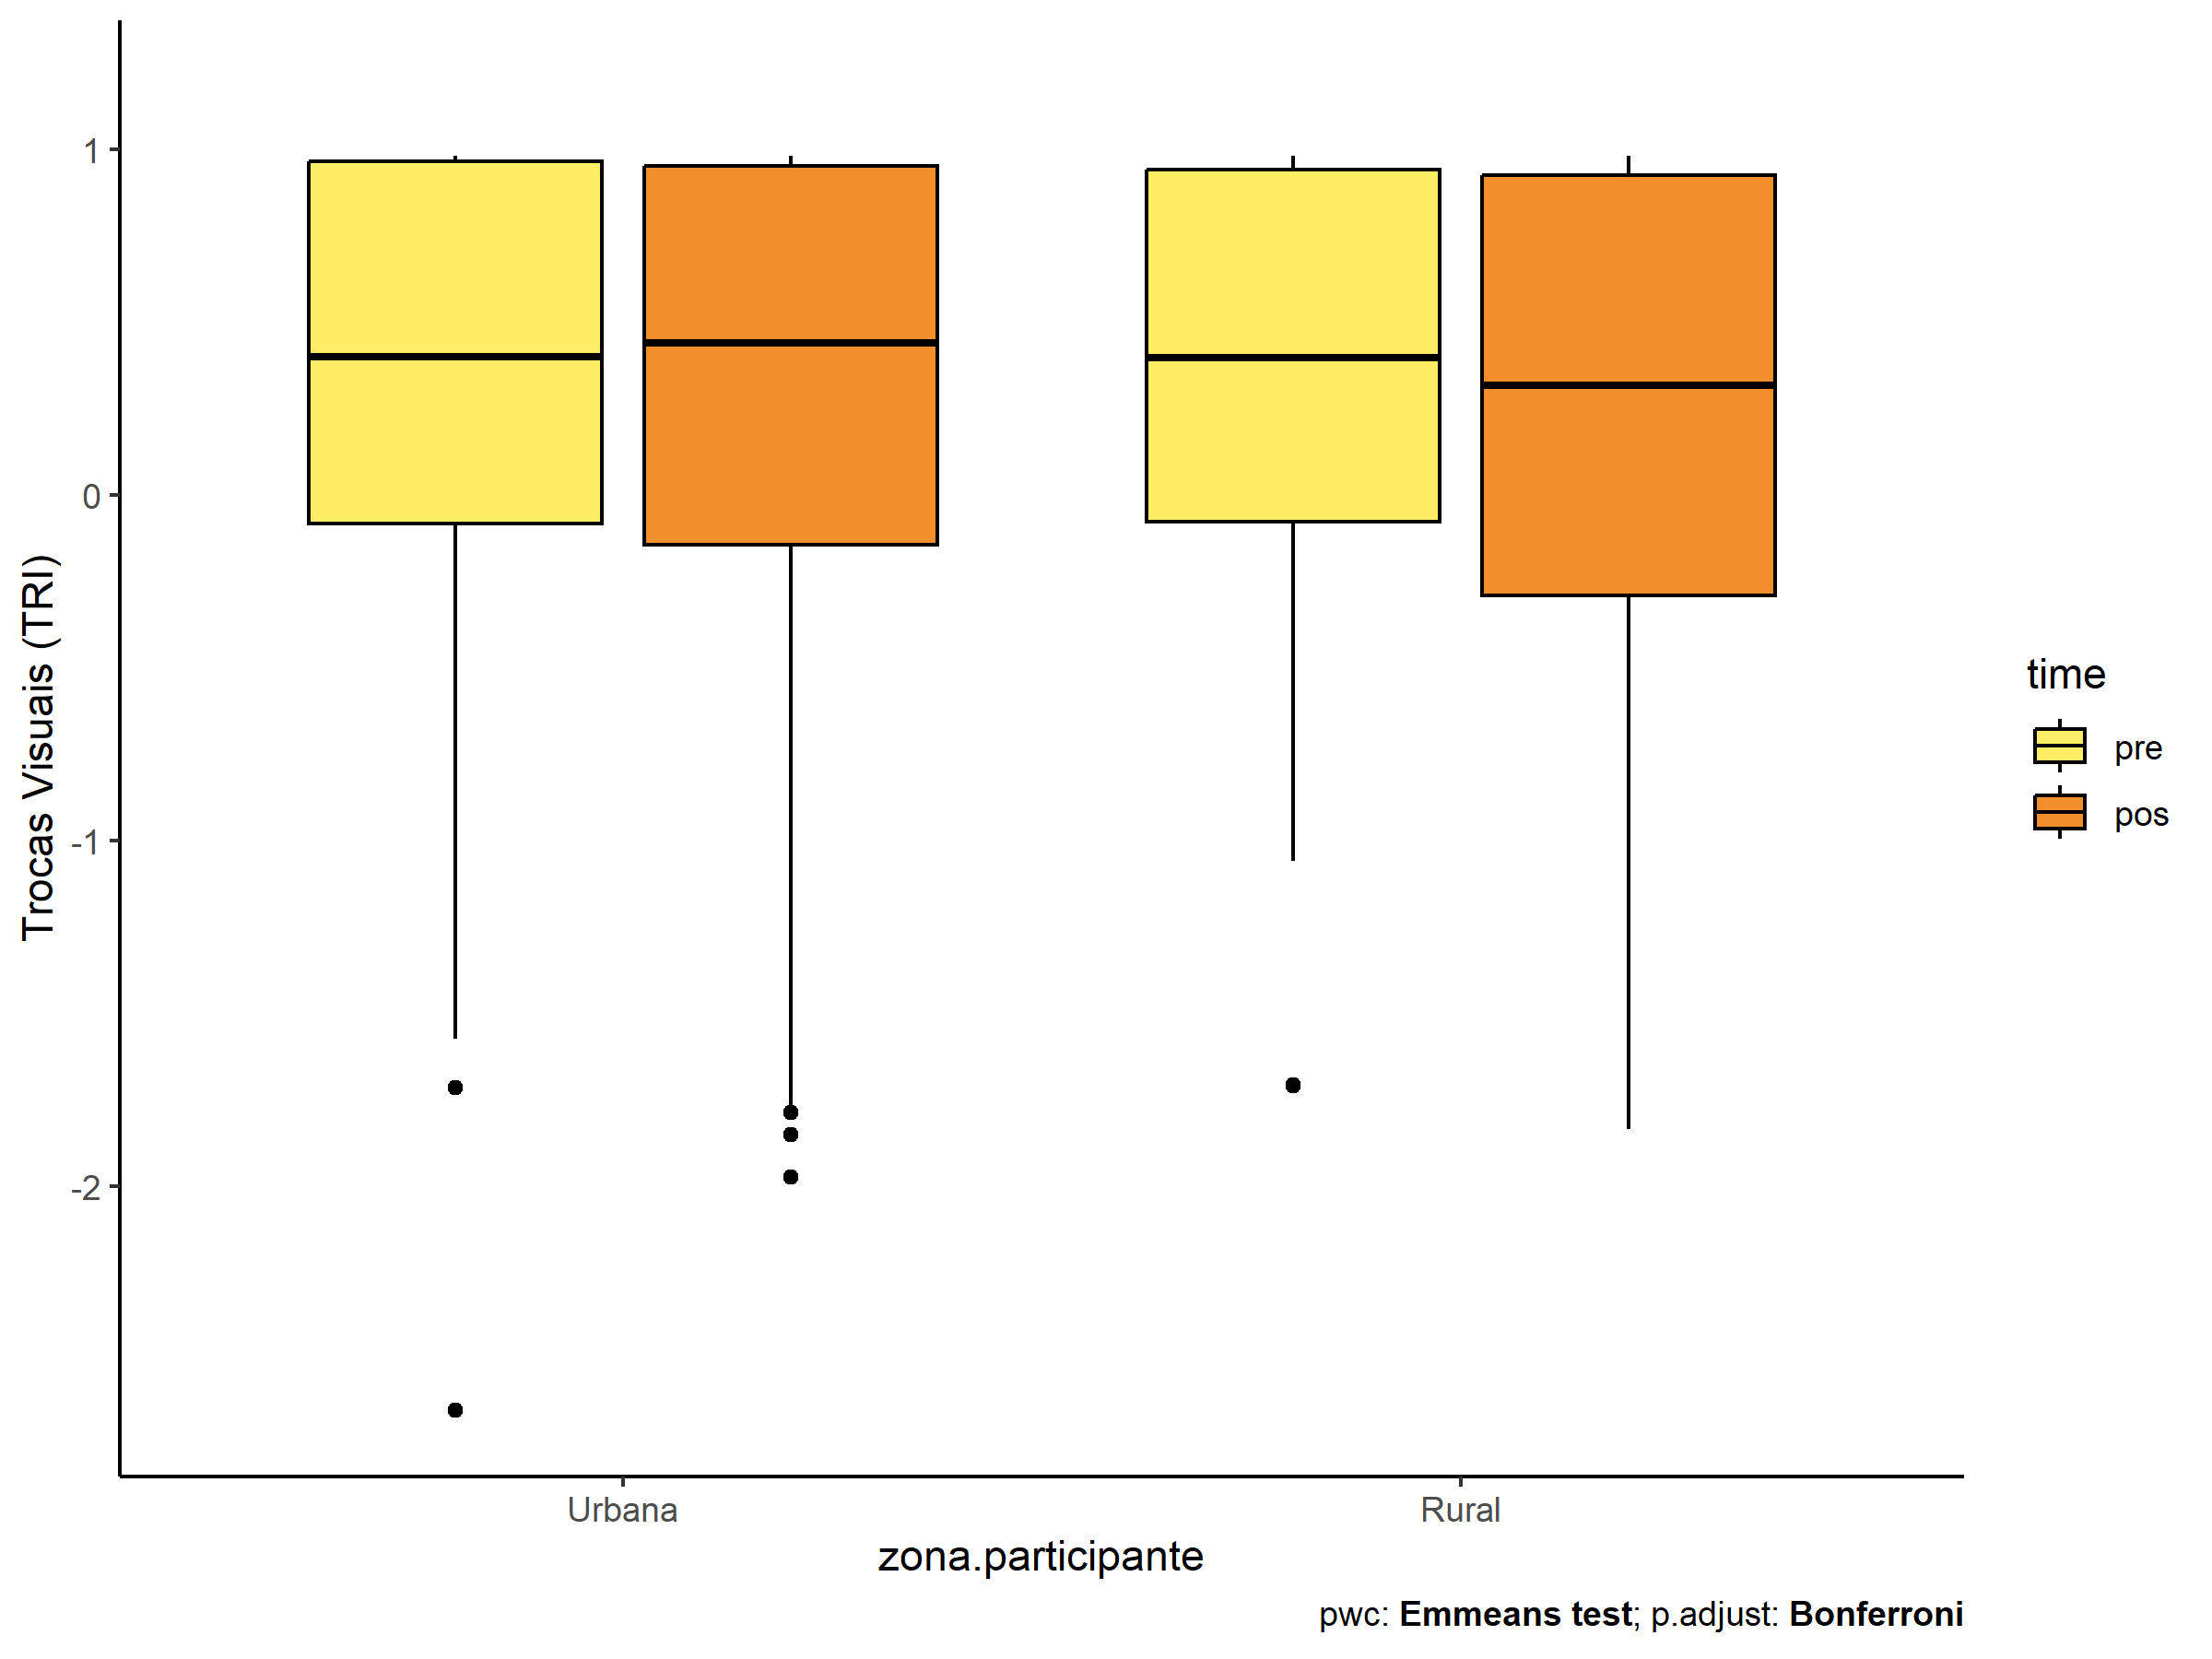 Trocas Visuais (TRI)
1
0
-1
-2
Urbana
Rural
zona.participante
time
pre
pos
pwc: Emmeans test; p.adjust: Bonferroni